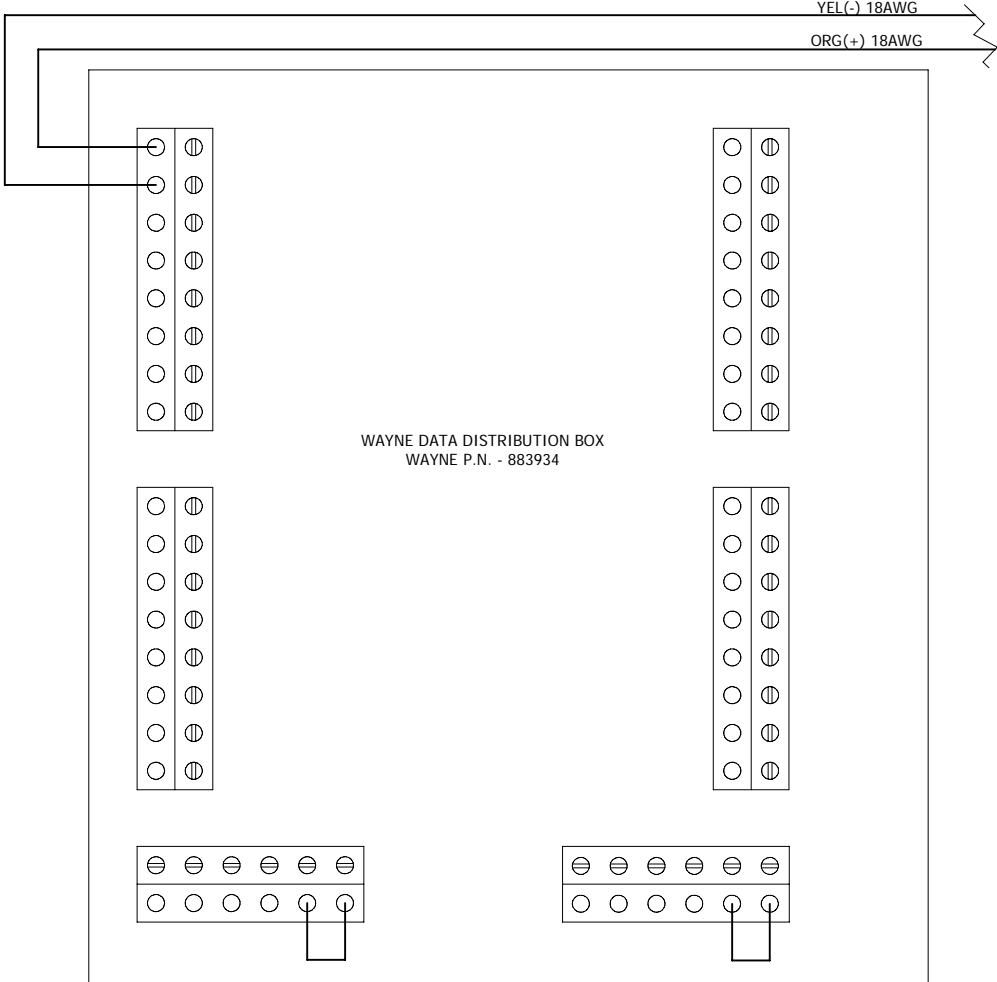 YEL(-) 18AWG
ORG(+) 18AWG
WAYNE DATA DISTRIBUTION BOX
WAYNE P.N. - 883934